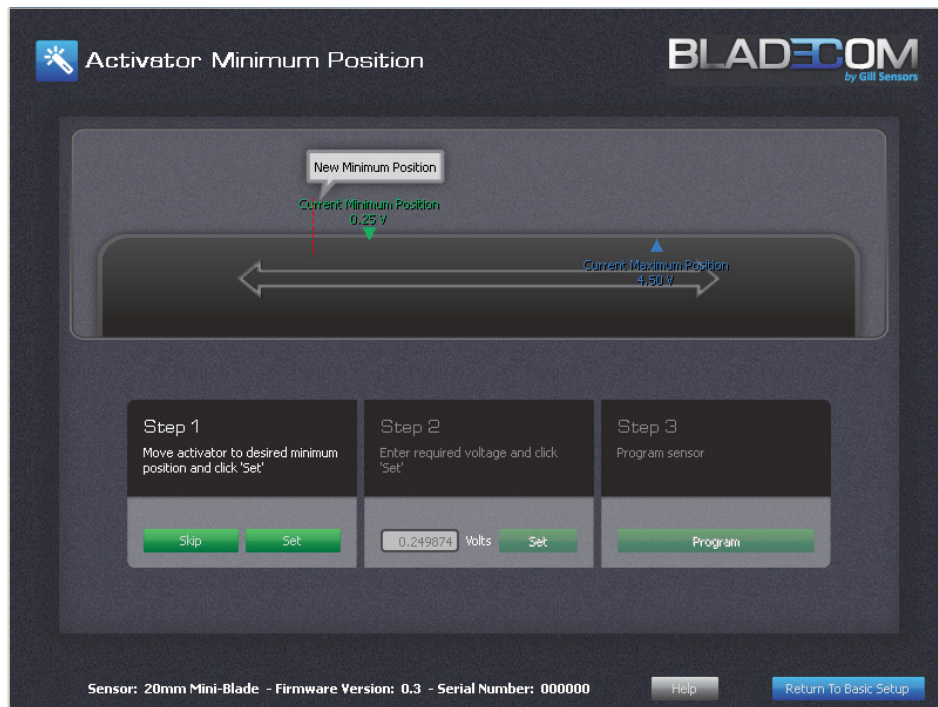 Activator Minimum Position
BLADECOM
by Gill Sensors
New Minimum Position
Current Minimum Position
0.25 V
Current Maximum Position
4.50 V
Step 1
Move activator to desired minimum
position and click 'Set'
Skip
Set
Step 2
Enter required voltage and click
'Set'
0.249874 Volts
Set
Step 3
Program sensor
Program
Sensor: 20mm Mini-Blade - Firmware Version: 0.3 - Serial Number: 000000
Help
Return To Basic Setup